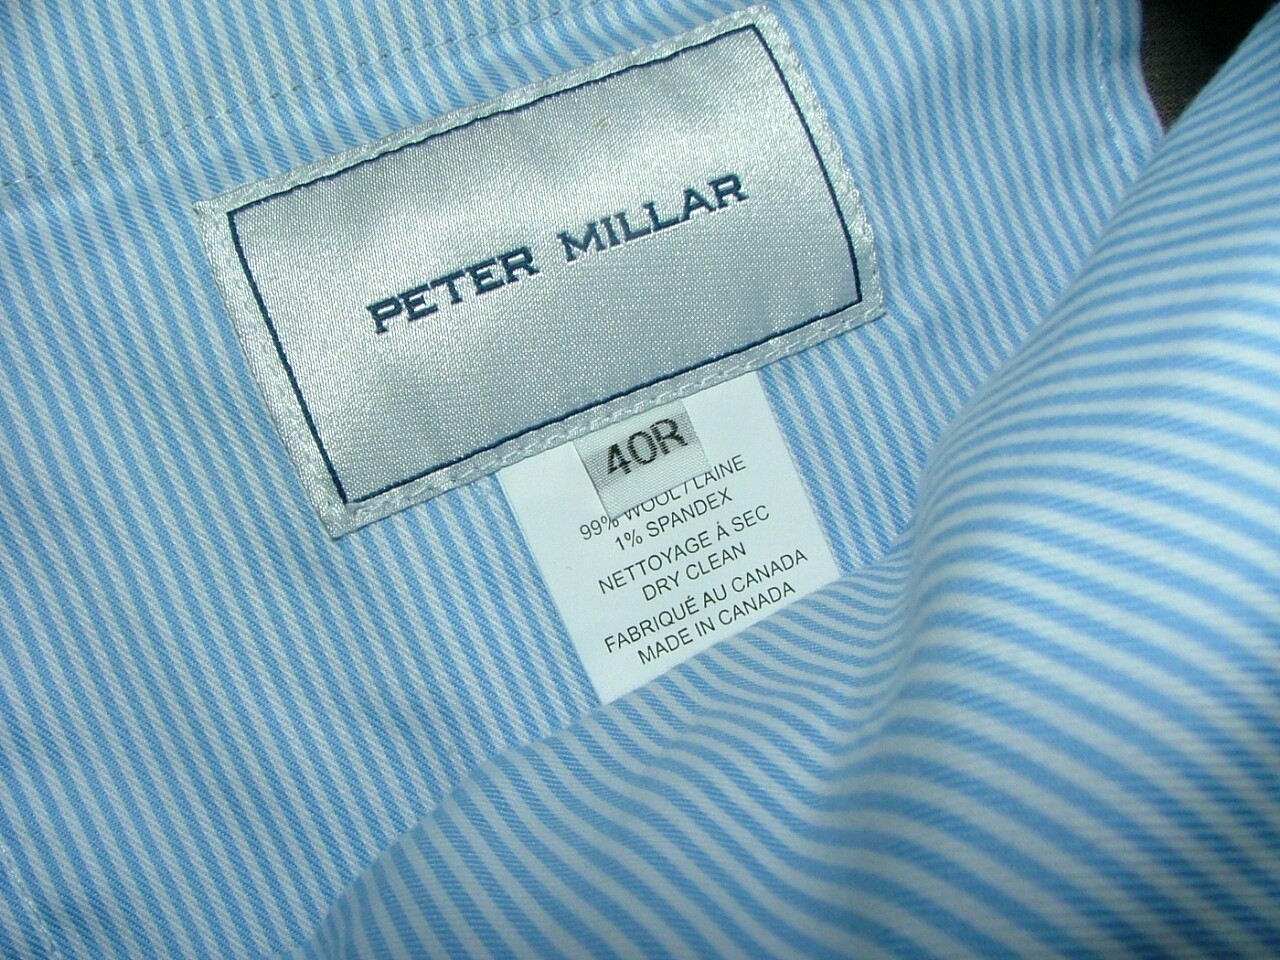 PETER MILLAR
40R
99% WOOL / LAINE
1% SPANDEX
NETTOYAGE À SEC
DRY CLEAN
FABRIQUÉ AU CANADA
MADE IN CANADA